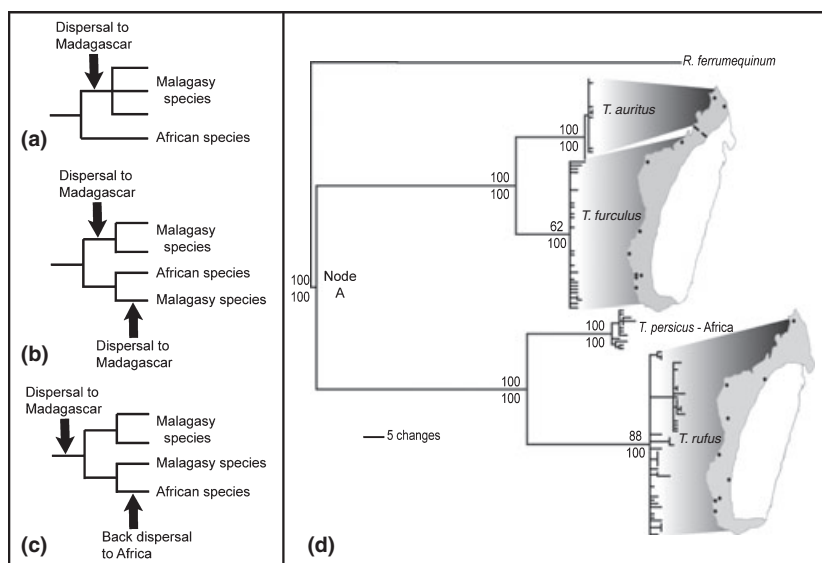 Dispersal to
Madagascar
Malagasy
species
(a)
African species
Dispersal to
Madagascar
Malagasy
species
African species
Malagasy species
(b)
Dispersal to
Madagascar
Dispersal to
Madagascar
Malagasy
species
Malagasy species
African species
(c)
Back dispersal
to Africa
R. ferrumequinum
T. auritus
100
100
100
100
T. furculus
62
100
100
100
Node
A
T. persicus - Africa
100
100
100
100
5 changes
88
100
T. rufus
(d)